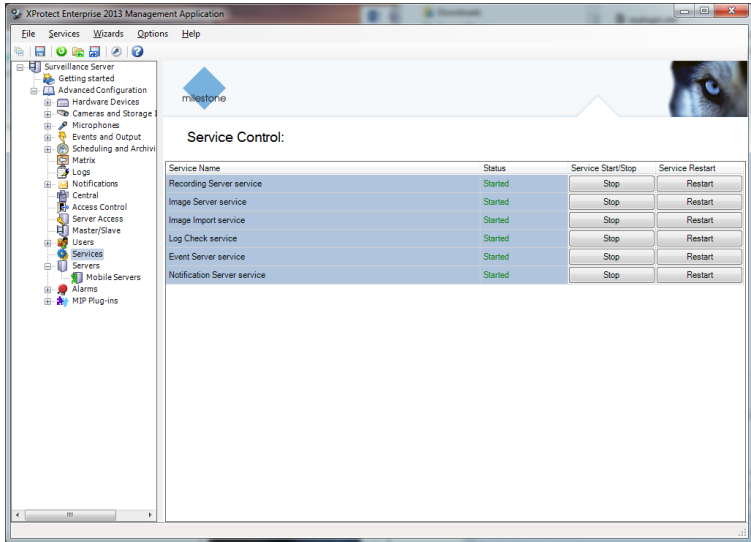 XProtect Enterprise 2013 Management Application
Downloads
File Services Wizards Options Help
Surveillance Server
Getting started
Advanced Configuration
Hardware Devices
Cameras and Storage I
Microphones
Events and Output
Scheduling and Archivi
Matrix
Logs
Notifications
Central
Access Control
Server Access
Master/Slave
Users
Services
Servers
Mobile Servers
Alarms
MIP Plug-ins
milestone
Service Control:
Service Name Status Service Start/Stop Service Restart
Recording Server service Started Stop Restart
Image Server service Started Stop Restart
Image Import service Started Stop Restart
Log Check service Started Stop Restart
Event Server service Started Stop Restart
Notification Server service Started Stop Restart